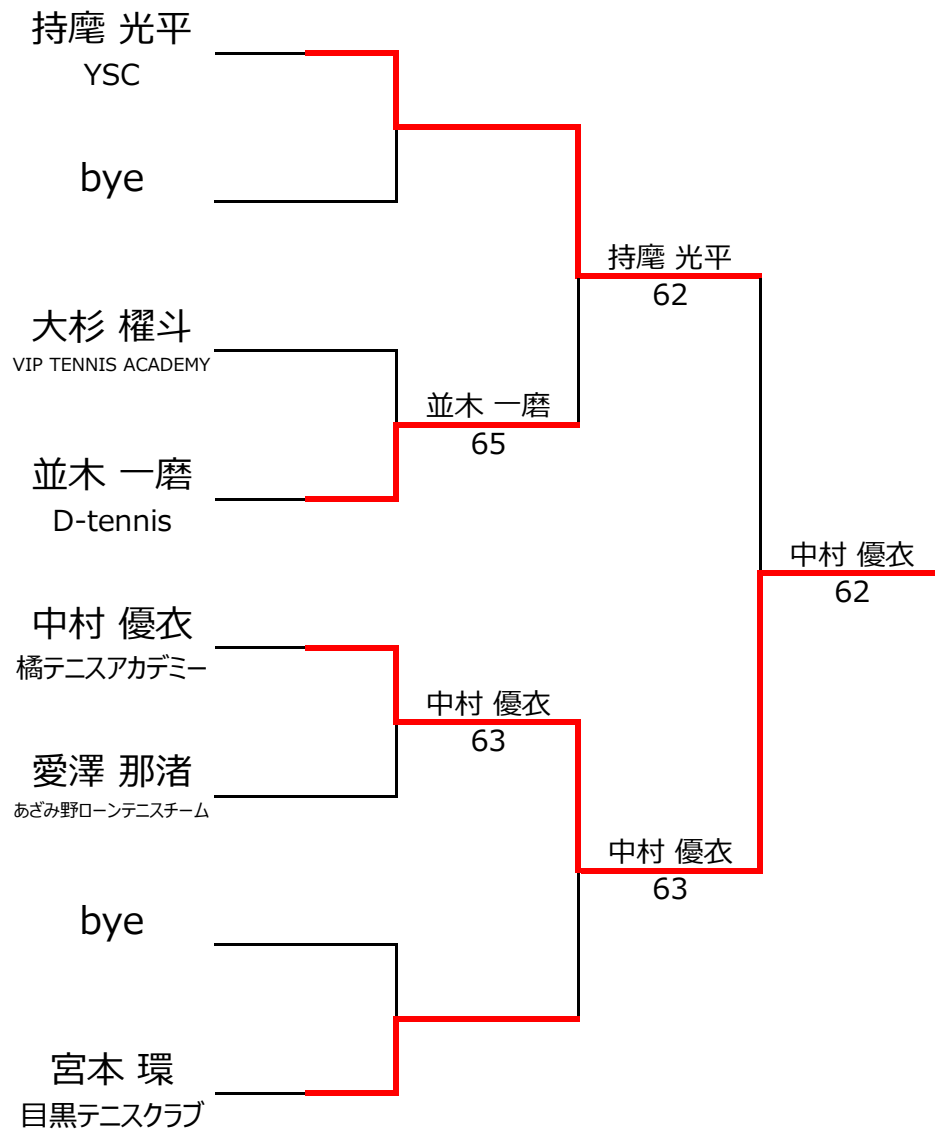 持麾 光平
YSC
bye
大杉 櫂斗
VIP TENNIS ACADEMY
並木 一磨
D-tennis
中村 優衣
橘テニスアカデミー
愛澤 那渚
あざみ野ローンテニスチーム
bye
宮本 環
目黒テニスクラブ
並木 一磨
65
中村 優衣
63
持麾 光平
62
中村 優衣
63
中村 優衣
62